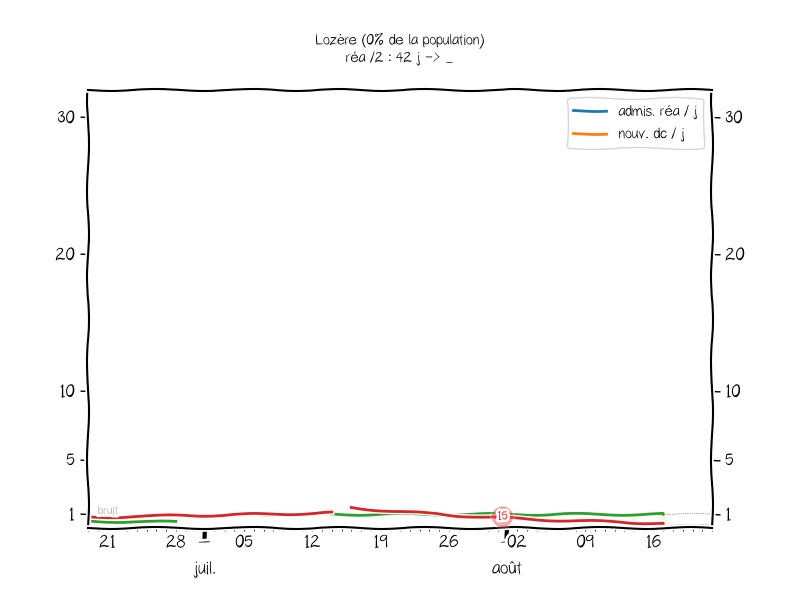 Lozère (0% de la population)
réa /2 : 42 j -> _
admis. réa / j
nouv. dc / j
30
30
20
20
10
10
5
5
bruit
15
1
1
21 28 05 12 19 26 02 09 16
juil. août